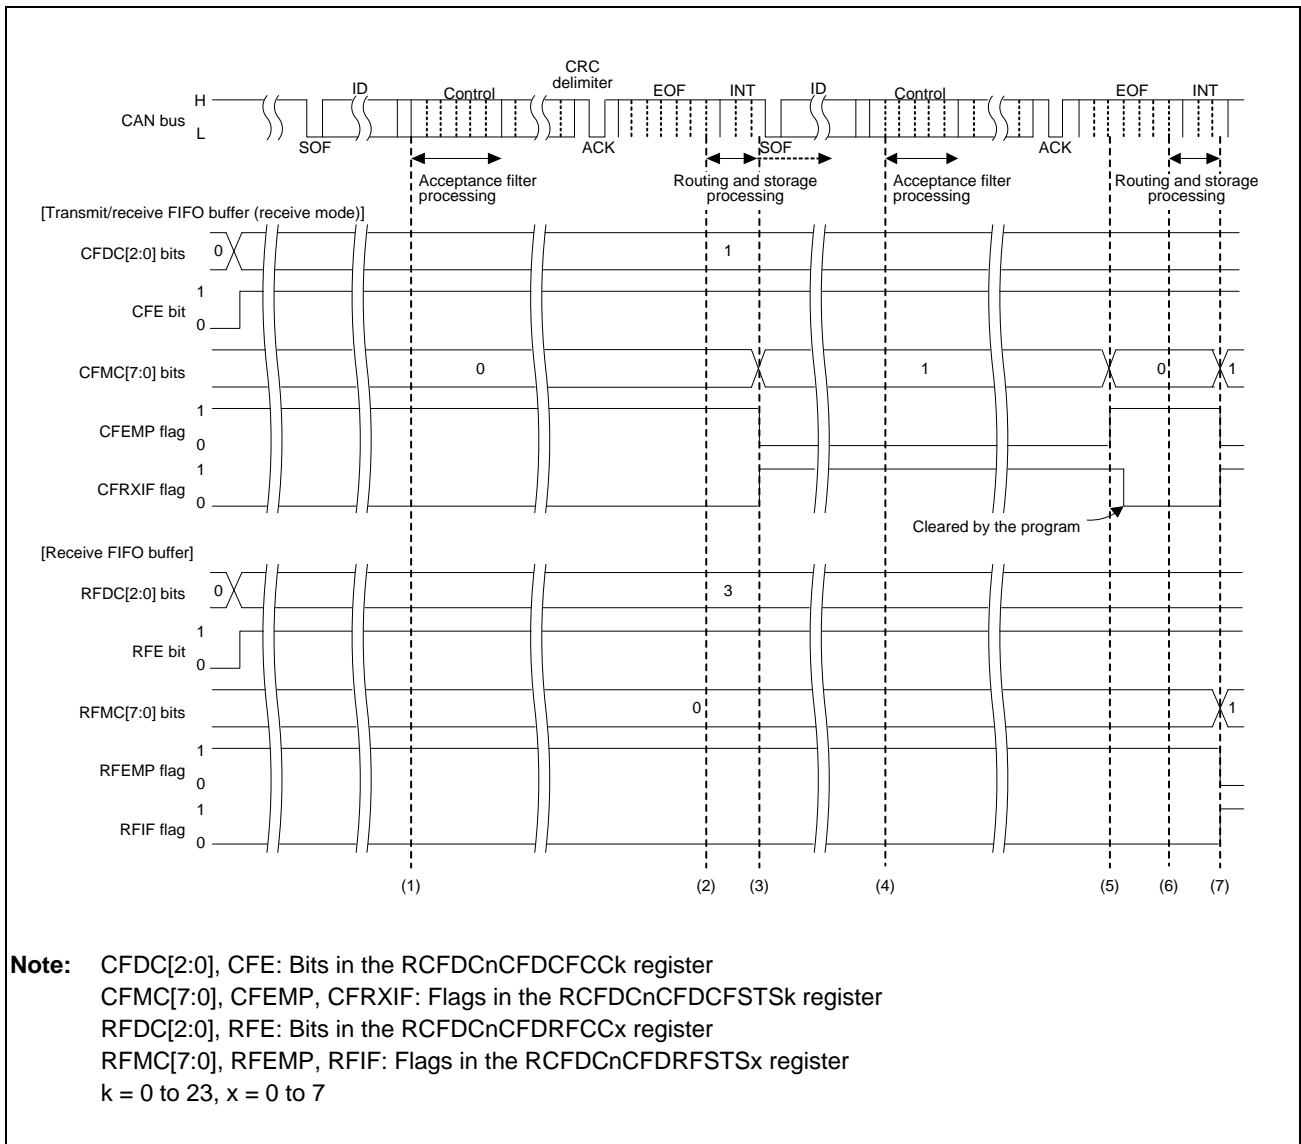 CRC
delimiter
ID
Control
EOF
INT
ID
Control
EOF
INT
H
CAN bus
L
SOF
ACK
SOF
ACK
Acceptance filter
processing
Routing and storage
processing
Acceptance filter
processing
Routing and storage
processing
[Transmit/receive FIFO buffer (receive mode)]
CFDC[2:0] bits
0
1
1
CFE bit
0
CFMC[7:0] bits
0
1
0
1
1
CFEMP flag
0
1
CFRXIF flag
0
Cleared by the program
[Receive FIFO buffer]
RFDC[2:0] bits
0
3
1
RFE bit
0
RFMC[7:0] bits
0
1
1
RFEMP flag
0
1
RFIF flag
0
(1)
(2)
(3)
(4)
(5)
(6)
(7)
Note: CFDC[2:0], CFE: Bits in the RCFDCnCFDCFCCk register
CFMC[7:0], CFEMP, CFRXIF: Flags in the RCFDCnCFDCFSTSk register
RFDC[2:0], RFE: Bits in the RCFDCnCFDRFCCx register
RFMC[7:0], RFEMP, RFIF: Flags in the RCFDCnCFDRFSTSx register
k = 0 to 23, x = 0 to 7